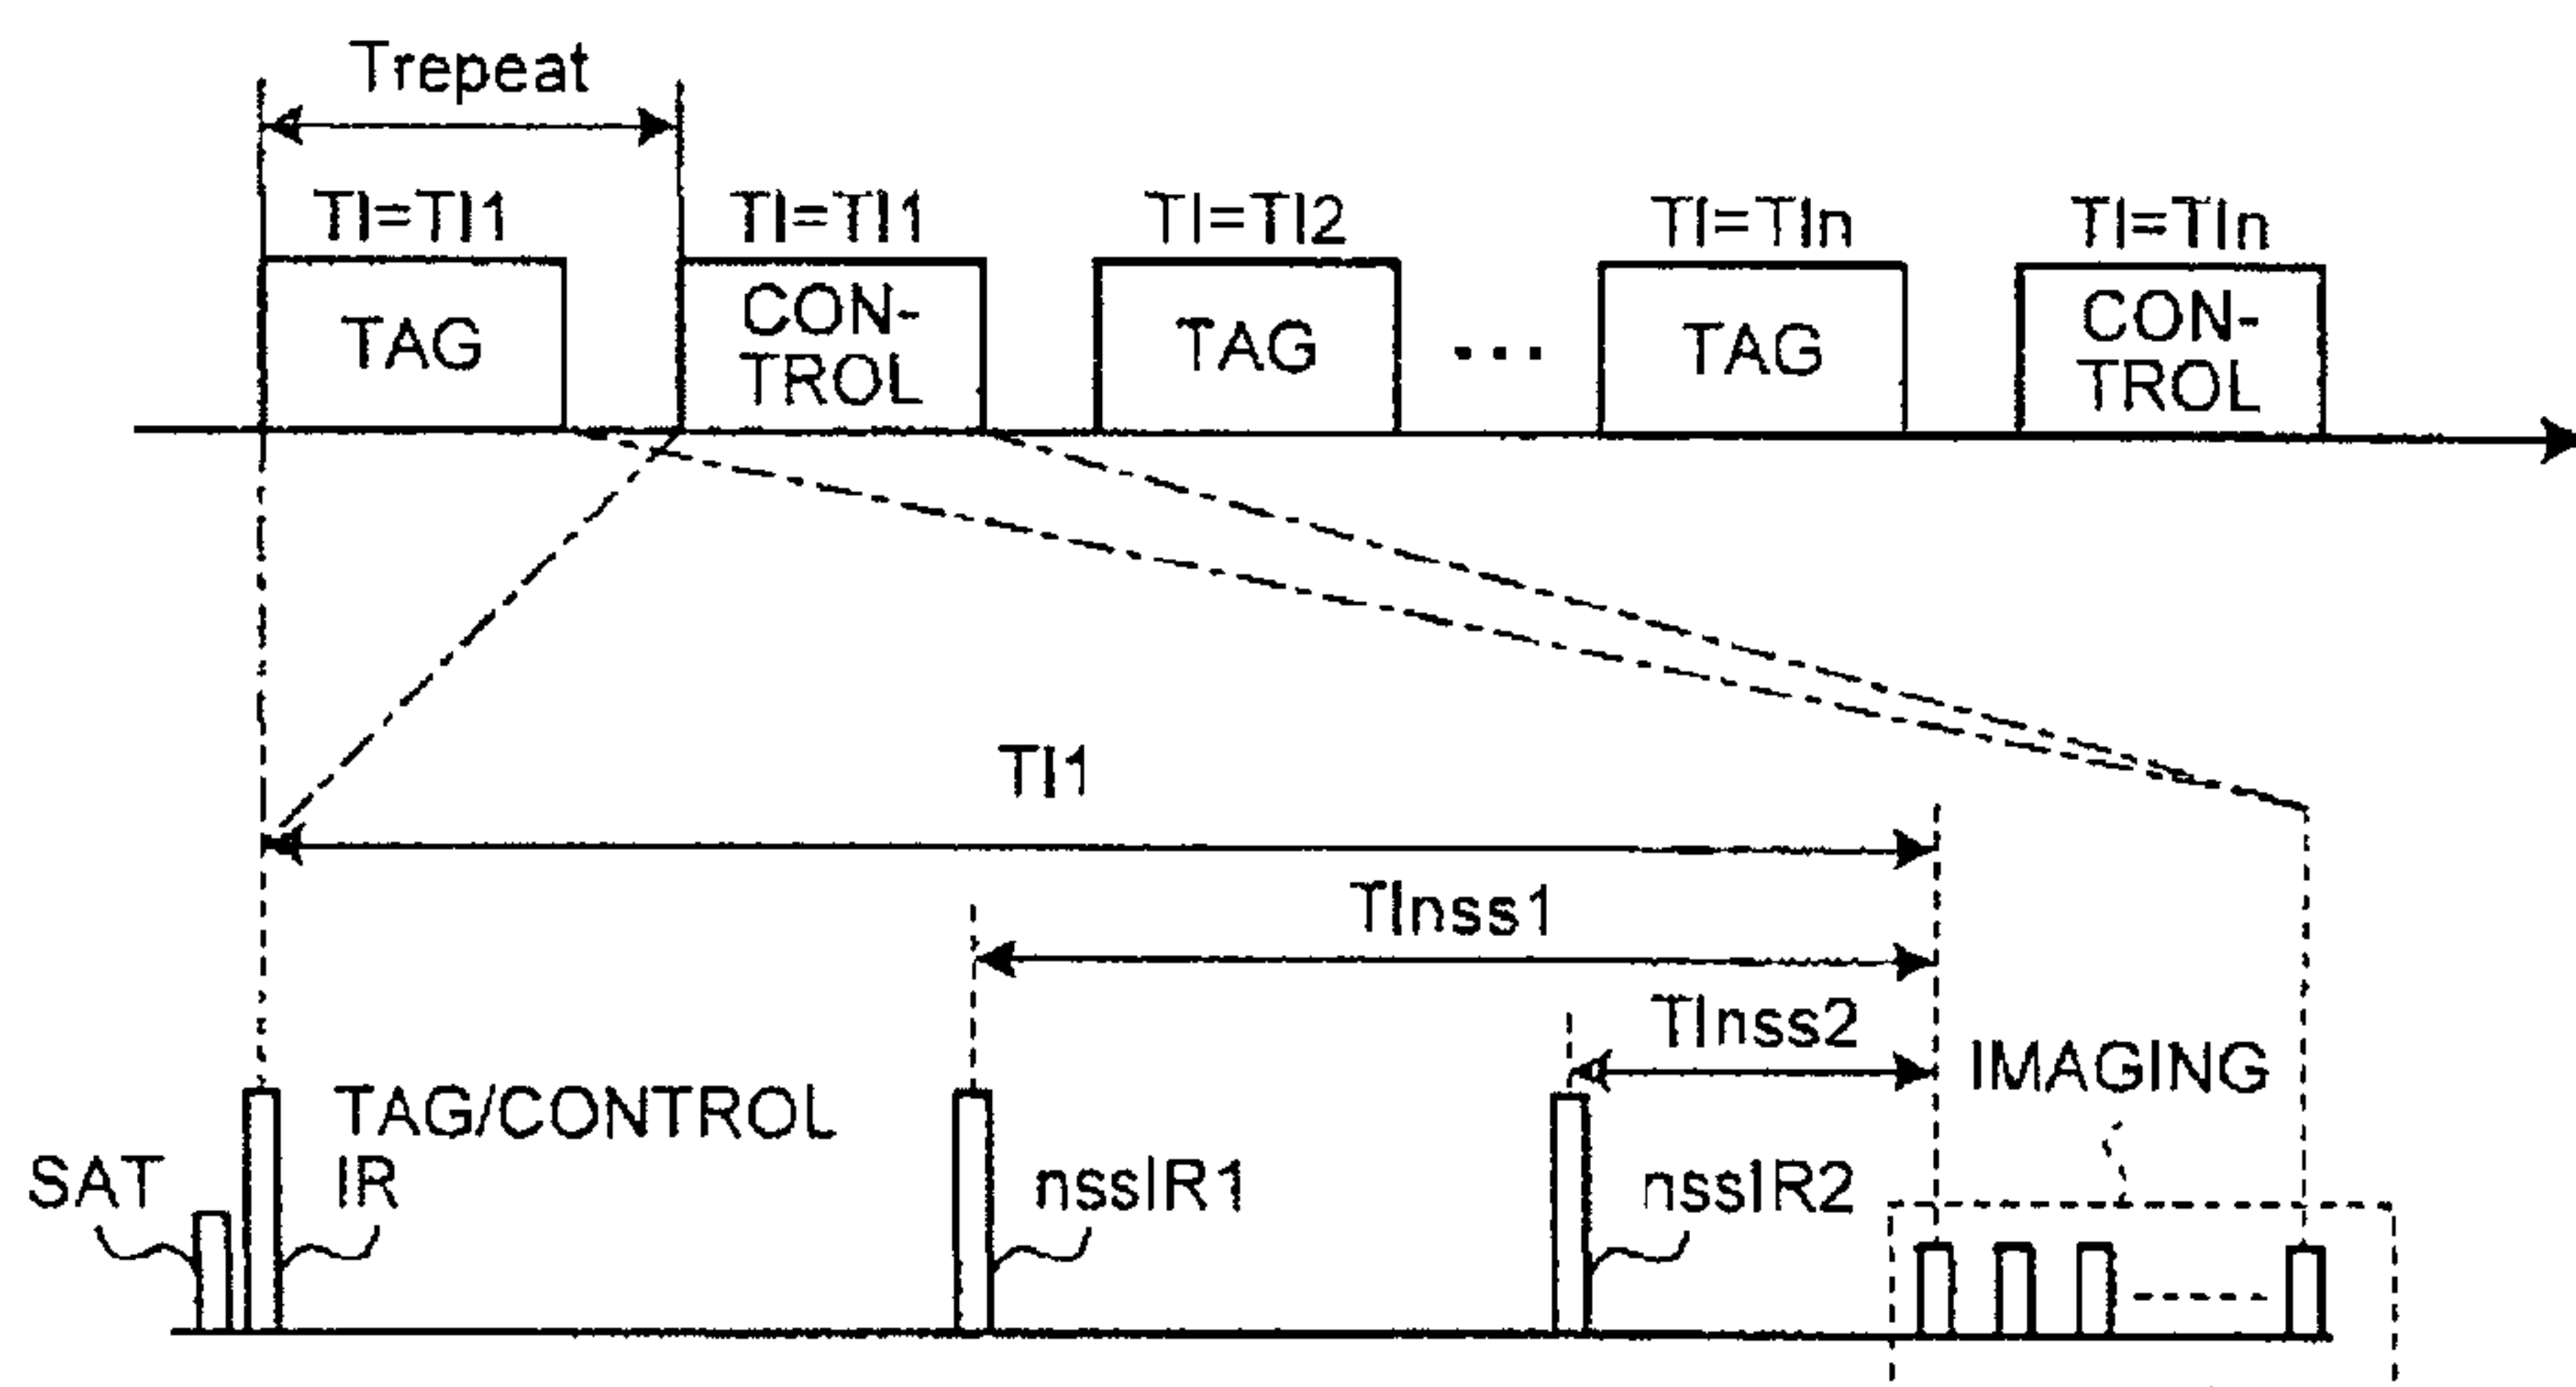 Trepeat
TI=TI1 TI=TI1 TI=TI2 TI=TIn TI=TIn
TAG CON-
TROL TAG ... TAG CON-
TROL
TI1
TInss1
TInss2
IMAGING
TAG/CONTROL
IR
SAT
nssIR1
nssIR2